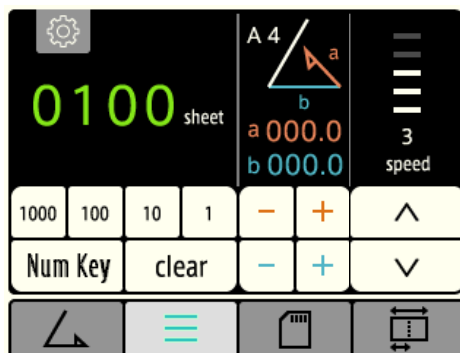 A 4
a
b
0100 sheet
a 000.0
b 000.0
3
speed
1000 100 10 1 - +
Num Key clear - +